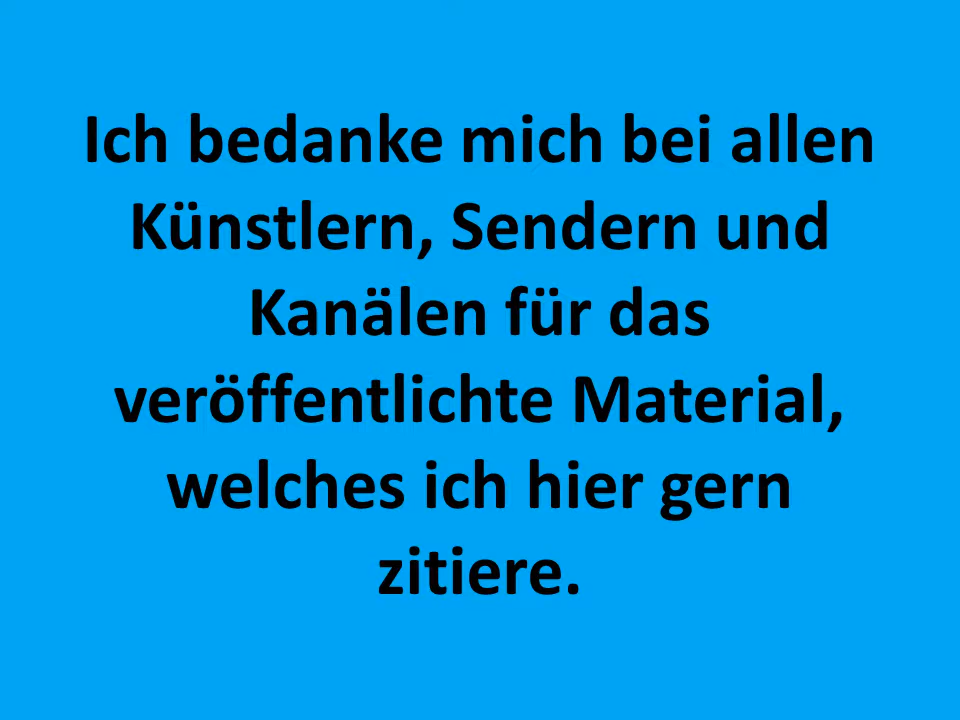 Ich bedanke mich bei allen
Künstlern, Sendern und
Kanälen für das
veröffentlichte Material,
welches ich hier gern
zitiere.